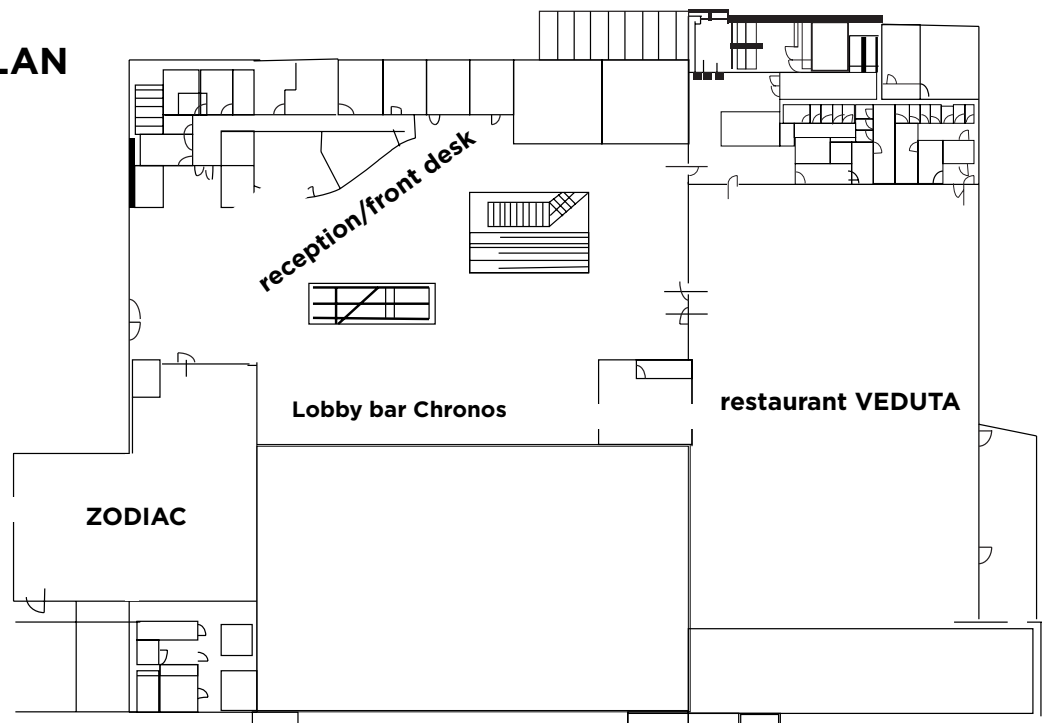 LAN
reception/front desk
Lobby bar Chronos
restaurant VEDUTA
ZODIAC